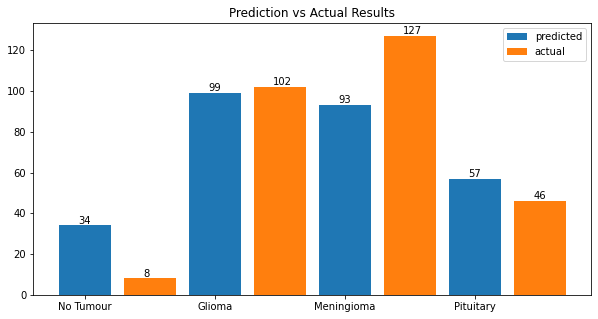 Prediction vs Actual Results
predicted
actual
120
100
80
60
40
20
0
34
8
99
102
93
127
57
46
No Tumour
Glioma
Meningioma
Pituitary